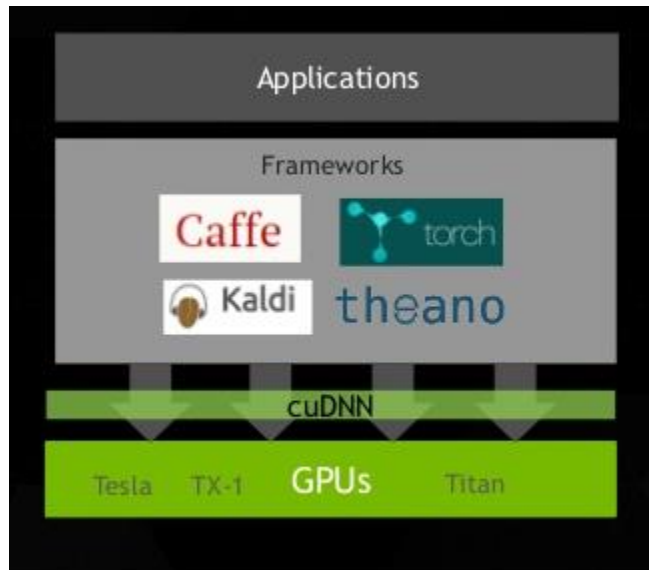 Applications
Frameworks
Caffe torch
Kaldi theano
cuDNN
Tesla TX-1 GPUs Titan